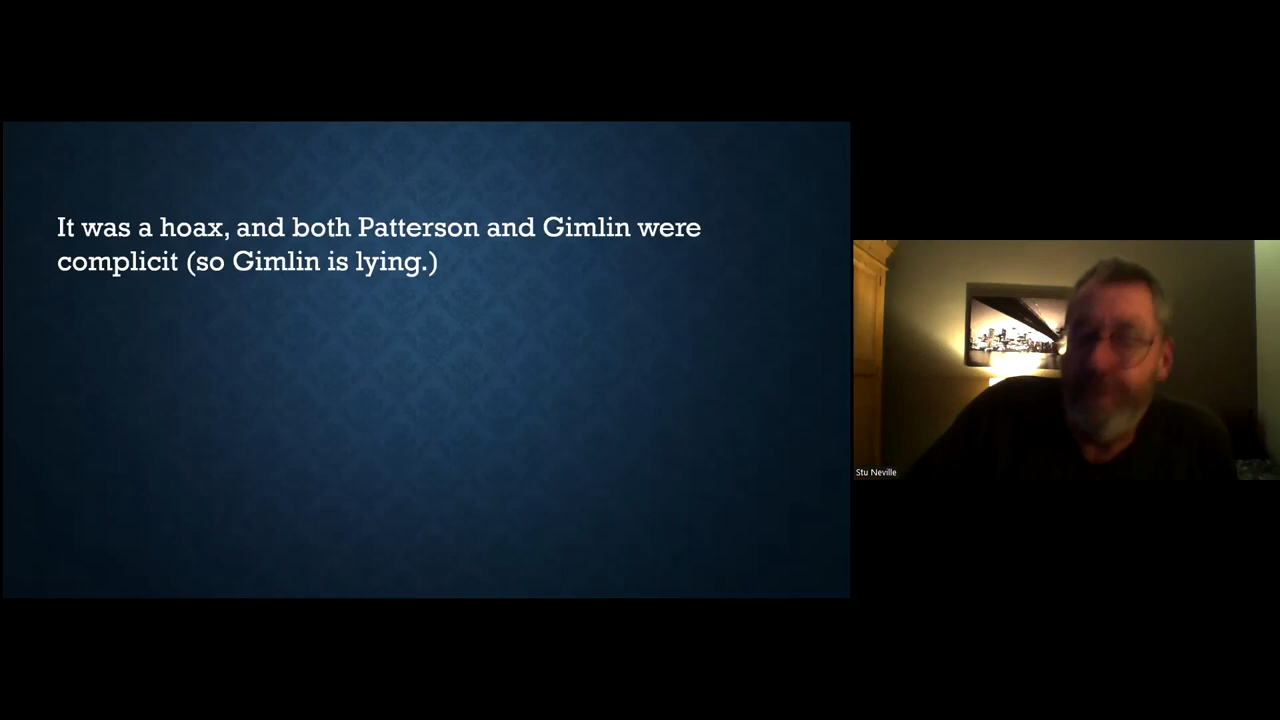 It was a hoax, and both Patterson and Gimlin were
complicit (so Gimlin is lying.)
Stu Neville